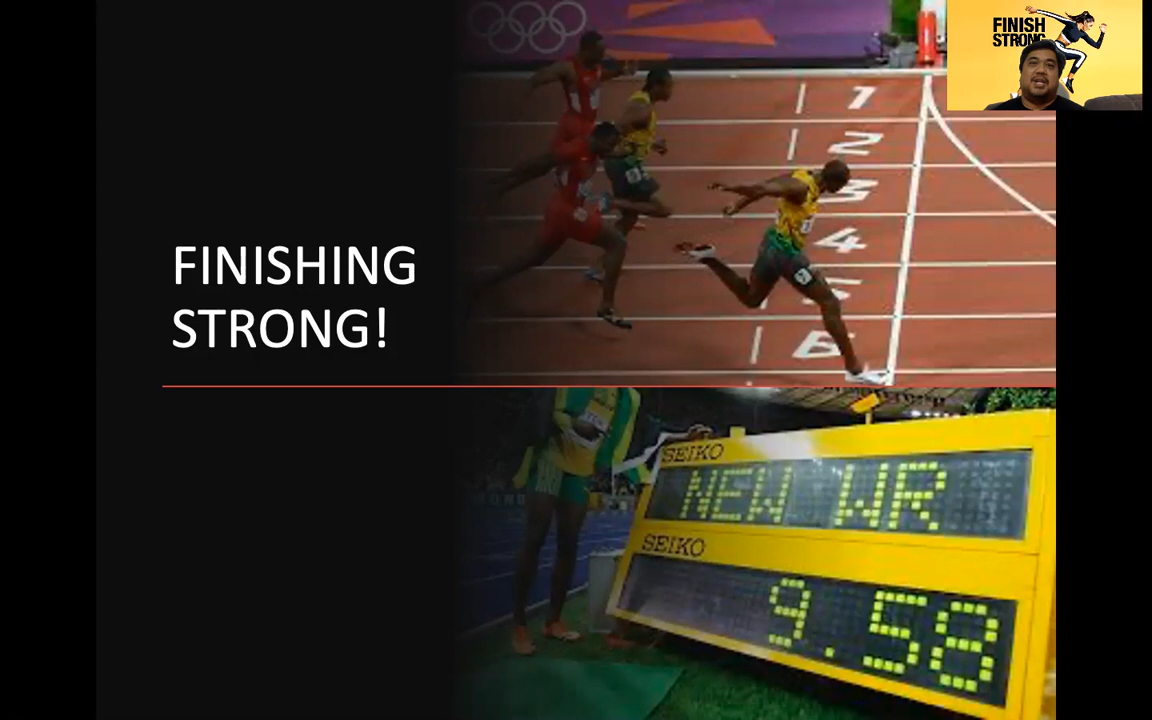 FINISHING
STRONG!
FINISH
STRONG
1
2
3
4
5
6
SEIKO
NEW WR
SEIKO
9.58